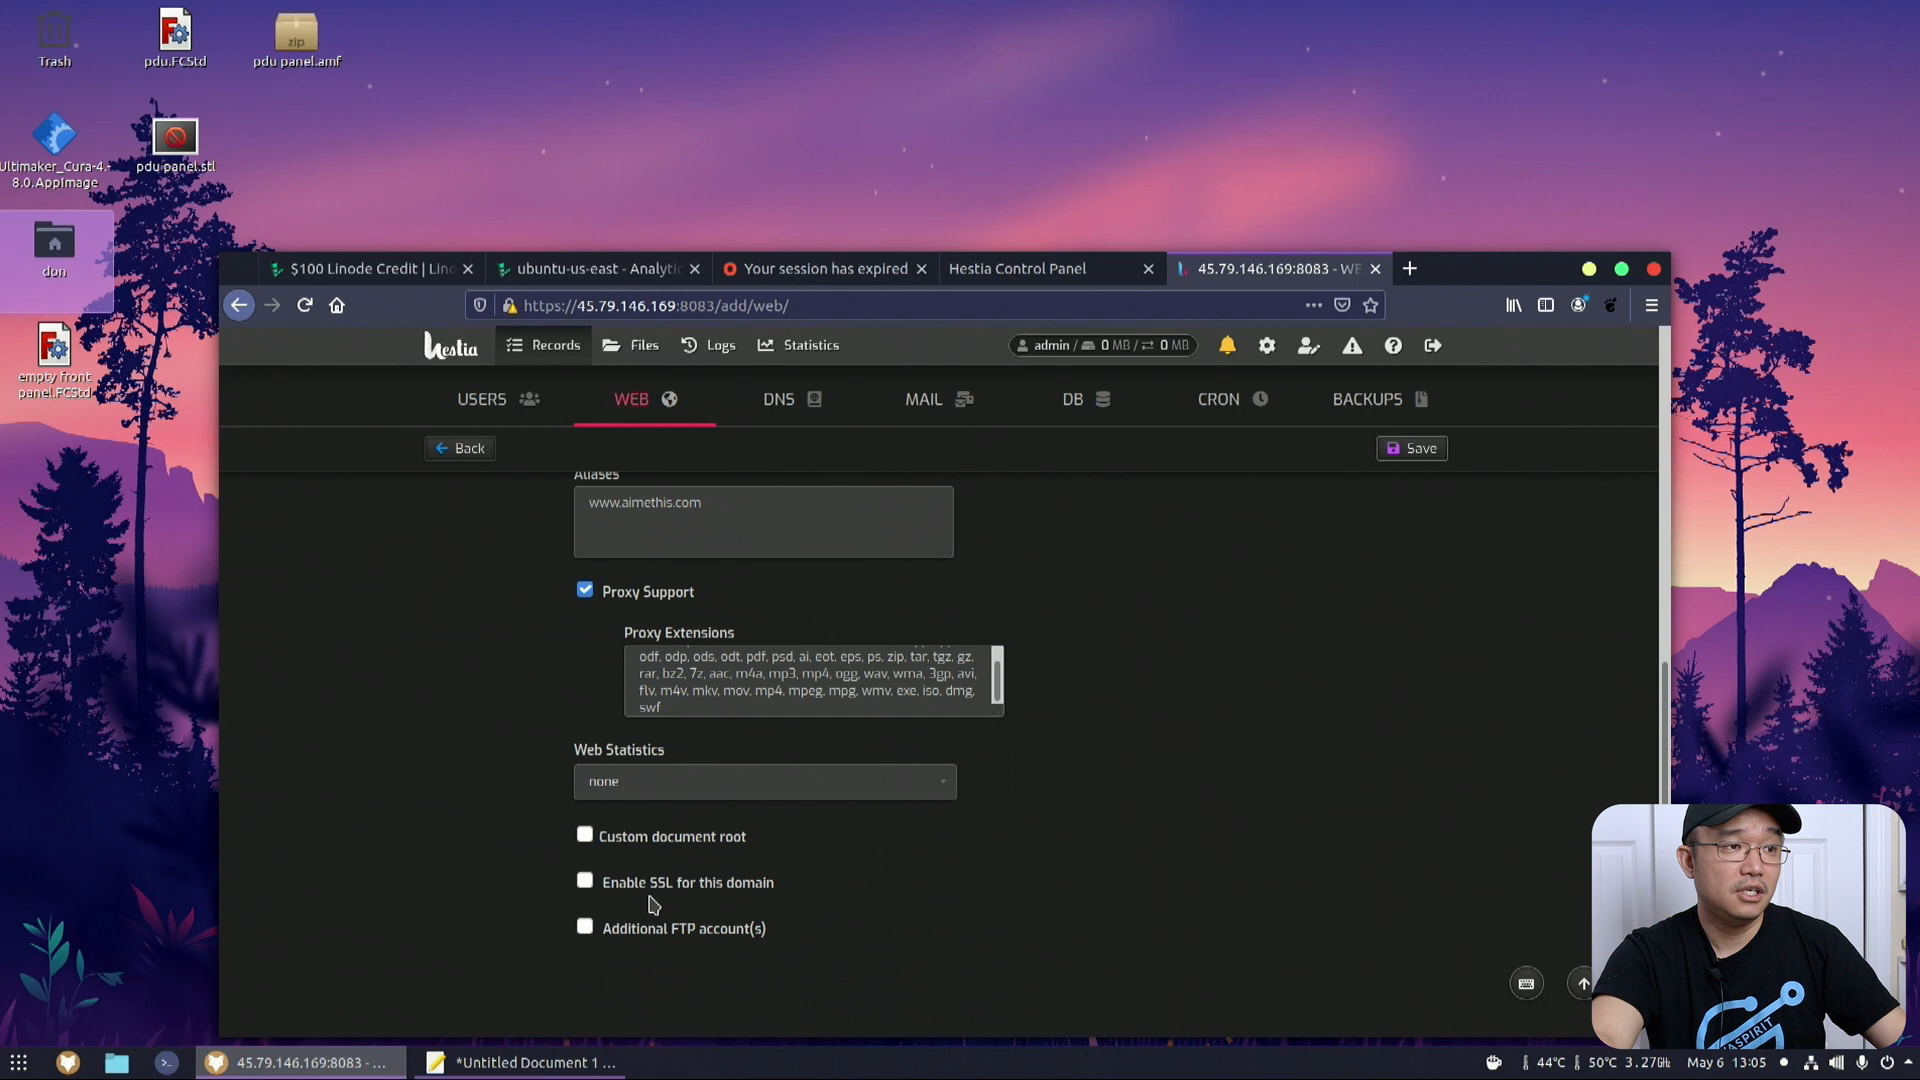 Trash
pdu.FCStd
pdu panel.amf
zip
Ultimaker_Cura-4.-
8.0.AppImage
pdu panel.stl
don
empty front
panel.FCStd
$100 Linode Credit | Lin
ubuntu-us-east - Analytic
Your session has expired
Hestia Control Panel
45.79.146.169:8083 - WE
https://45.79.146.169:8083/add/web/
hestia
Records
Files
Logs
Statistics
admin / 0 MB / 0 MB
USERS
WEB
DNS
MAIL
DB
CRON
BACKUPS
Back
Save
Aliases
www.aimethis.com
Proxy Support
Proxy Extensions
odf, odp, ods, odt, pdf, psd, ai, eot, eps, ps, zip, tar, tgz, gz,
rar, bz2, 7z, aac, m4a, mp3, mp4, ogg, wav, wma, 3gp, avi,
flv, m4v, mkv, mov, mp4, mpeg, mpg, wmv, exe, iso, dmg,
swf
Web Statistics
none
Custom document root
Enable SSL for this domain
Additional FTP account(s)
45.79.146.169:8083 - ...
*Untitled Document 1 ...
44°C
50°C
3.27GHz
May 6 13:05